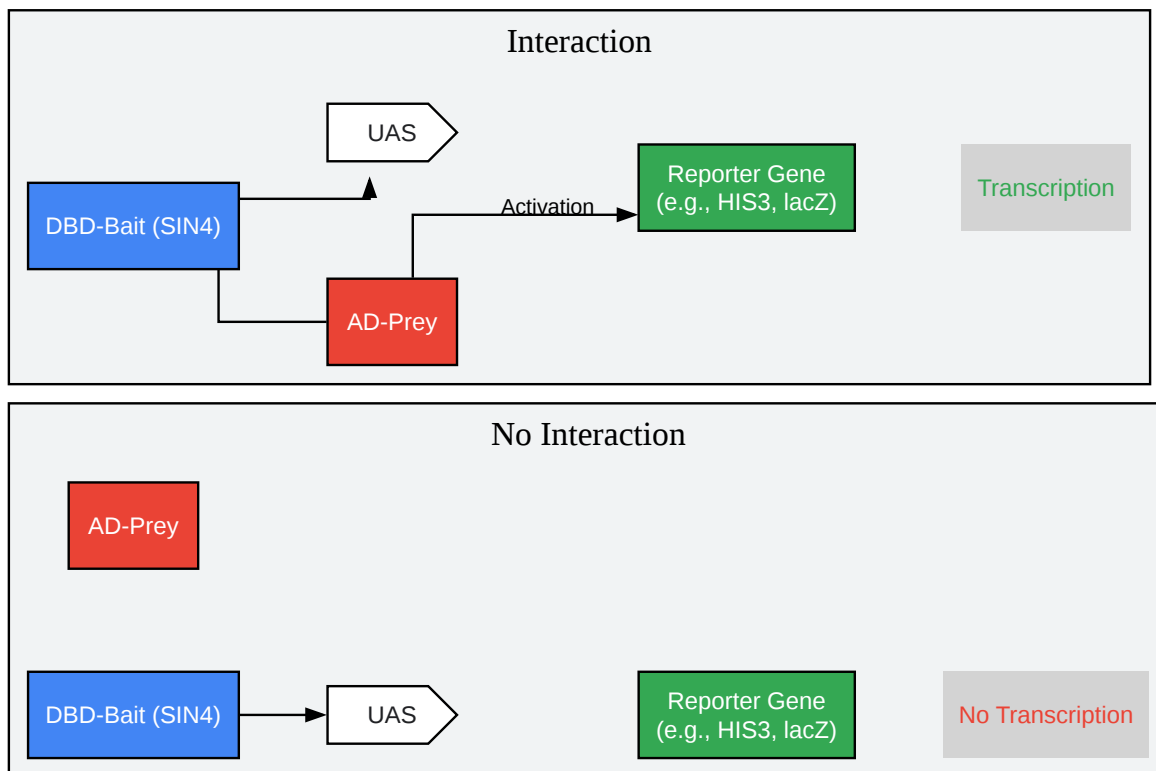 Interaction
UAS
DBD-Bait (SIN4)
Activation
Reporter Gene
(e.g., HIS3, lacZ)
Transcription
AD-Prey
No Interaction
AD-Prey
DBD-Bait (SIN4)
UAS
Reporter Gene
(e.g., HIS3, lacZ)
No Transcription